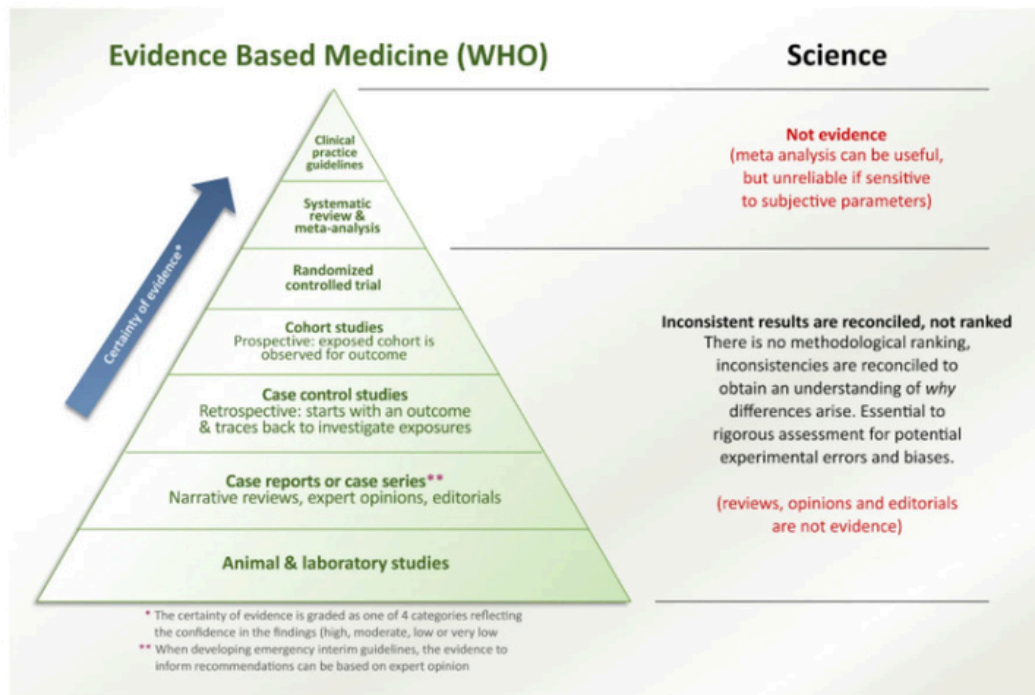 Evidence Based Medicine (WHO)
Science
Clinical
practice
guidelines
Systematic
review &
meta-analysis
Randomized
controlled trial
Cohort studies
Prospective: exposed cohort is
observed for outcome
Case control studies
Retrospective: starts with an outcome
& traces back to investigate exposures
Case reports or case series**
Narrative reviews, expert opinions, editorials
Animal & laboratory studies
Certainty of evidence*
* The certainty of evidence is graded as one of 4 categories reflecting
the confidence in the findings (high, moderate, low or very low
** When developing emergency interim guidelines, the evidence to
inform recommendations can be based on expert opinion
Not evidence
(meta analysis can be useful,
but unreliable if sensitive
to subjective parameters)
Inconsistent results are reconciled, not ranked
There is no methodological ranking,
inconsistencies are reconciled to
obtain an understanding of why
differences arise. Essential to
rigorous assessment for potential
experimental errors and biases.
(reviews, opinions and editorials
are not evidence)